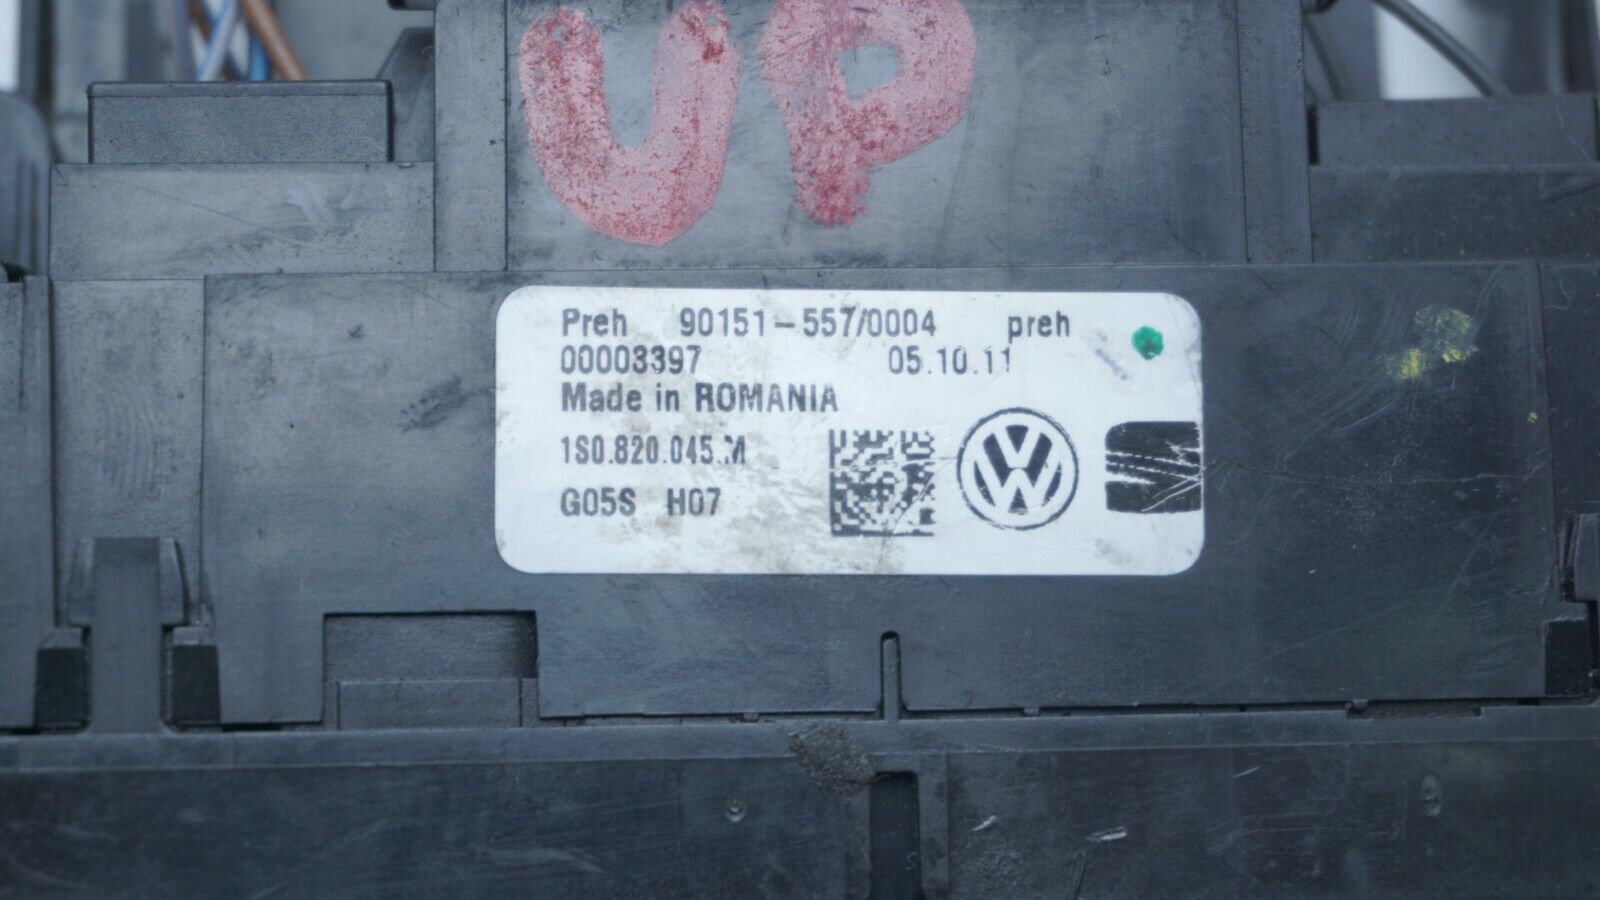 UP
Preh 90151-557/0004 preh
00003397 05.10.11
Made in ROMANIA
1S0.820.045.M
G05S H07